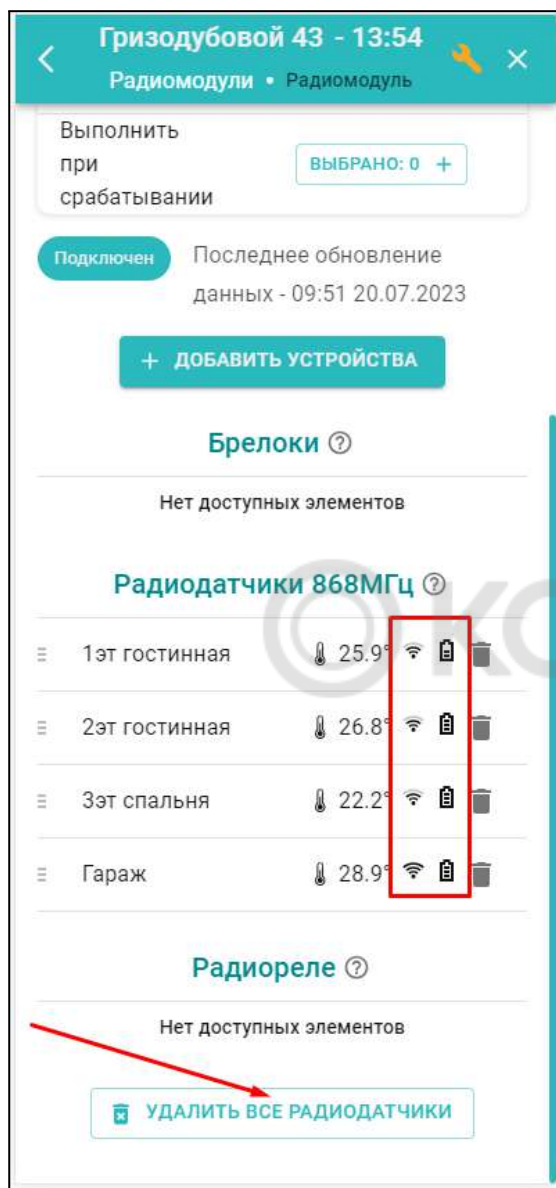 Гризодубовой 43 - 13:54
Радиомодули • Радиомодуль
Выполнить
при
срабатывании
ВЫБРАНО: 0 +
Подключен
Последнее обновление
данных - 09:51 20.07.2023
+ ДОБАВИТЬ УСТРОЙСТВА
Брелоки ?
Нет доступных элементов
Радиодатчики 868МГц ?
1эт гостинная 25.9°
2эт гостинная 26.8°
3эт спальня 22.2°
Гараж 28.9°
Радиореле ?
Нет доступных элементов
УДАЛИТЬ ВСЕ РАДИОДАТЧИКИ